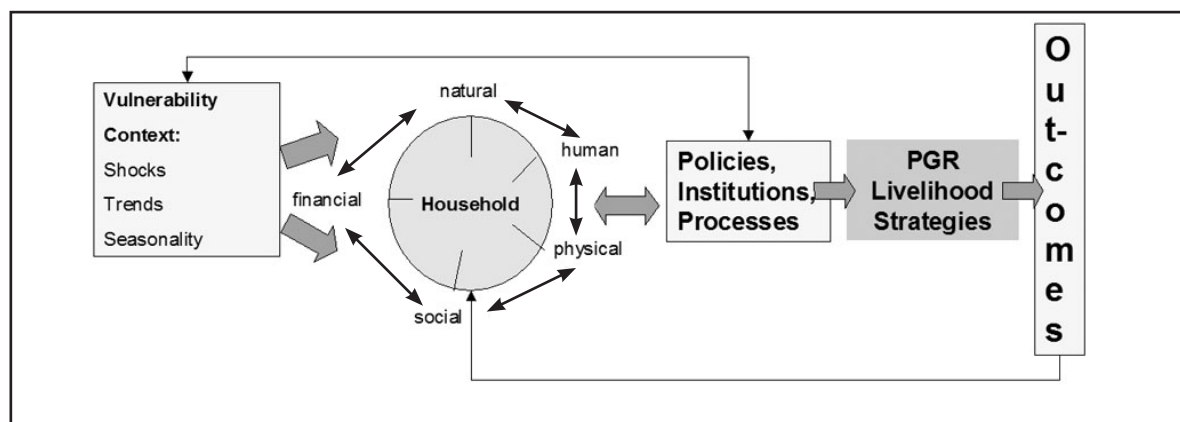 Vulnerability
Context:
Shocks
Trends
Seasonality
natural
human
financial
Household
physical
social
Policies,
Institutions,
Processes
PGR
Livelihood
Strategies
O
u
t-
c
o
m
e
s